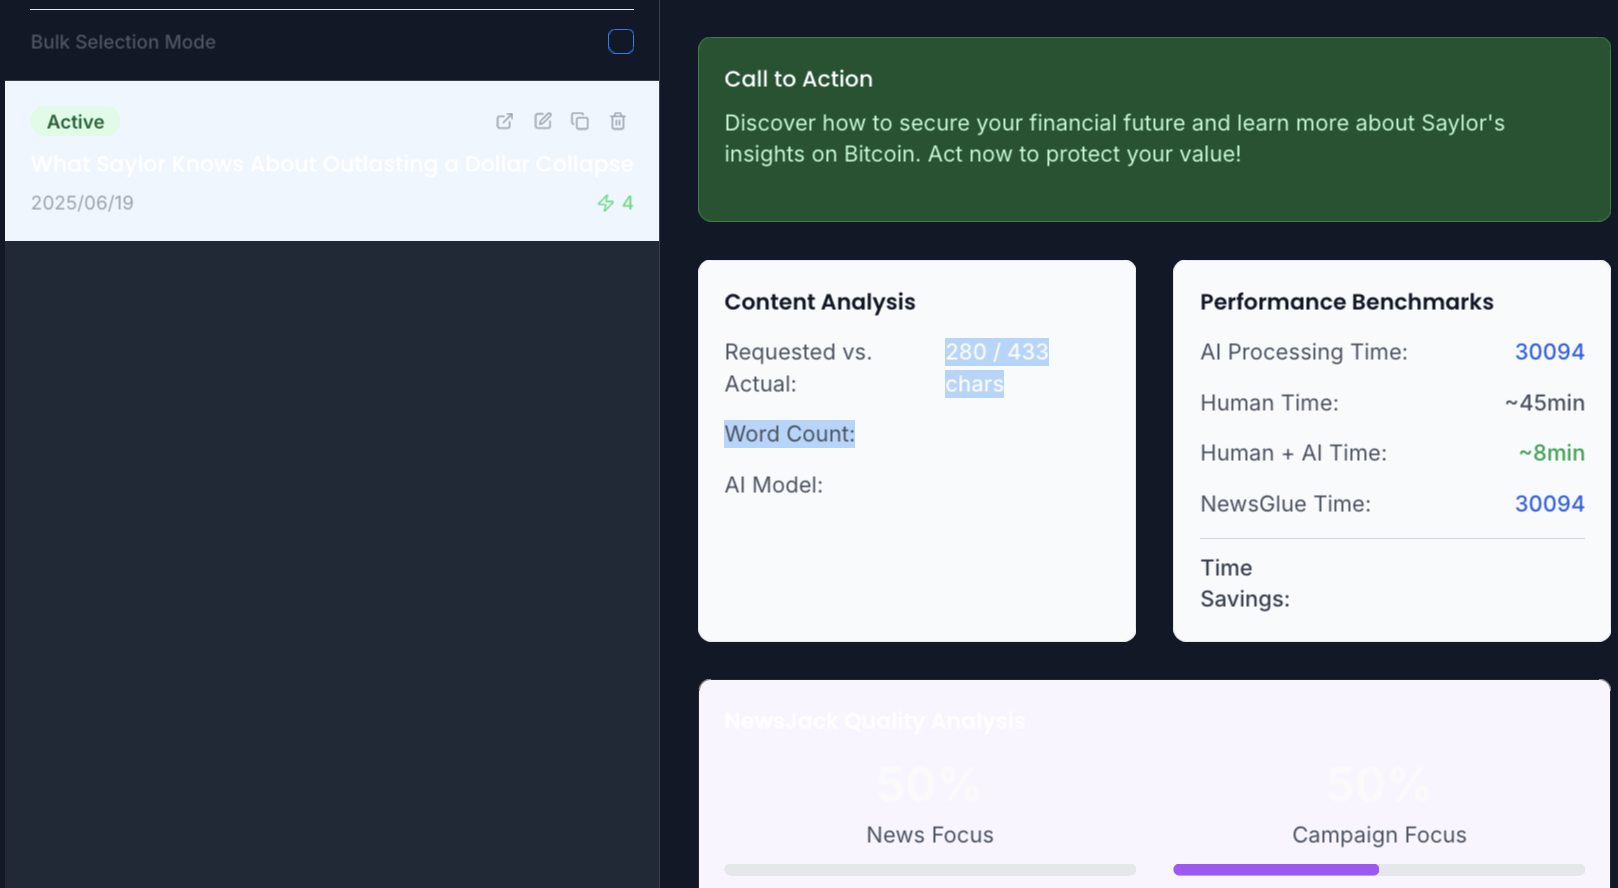 Bulk Selection Mode
Active
What Saylor Knows About Outlasting a Dollar Collapse
2025/06/19
4
Call to Action
Discover how to secure your financial future and learn more about Saylor's
insights on Bitcoin. Act now to protect your value!
Content Analysis
Requested vs.
Actual:
280 / 433
chars
Word Count:
AI Model:
Performance Benchmarks
AI Processing Time:
30094
Human Time:
~45min
Human + AI Time:
~8min
NewsGlue Time:
30094
Time
Savings:
NewsJack Quality Analysis
50%
News Focus
50%
Campaign Focus